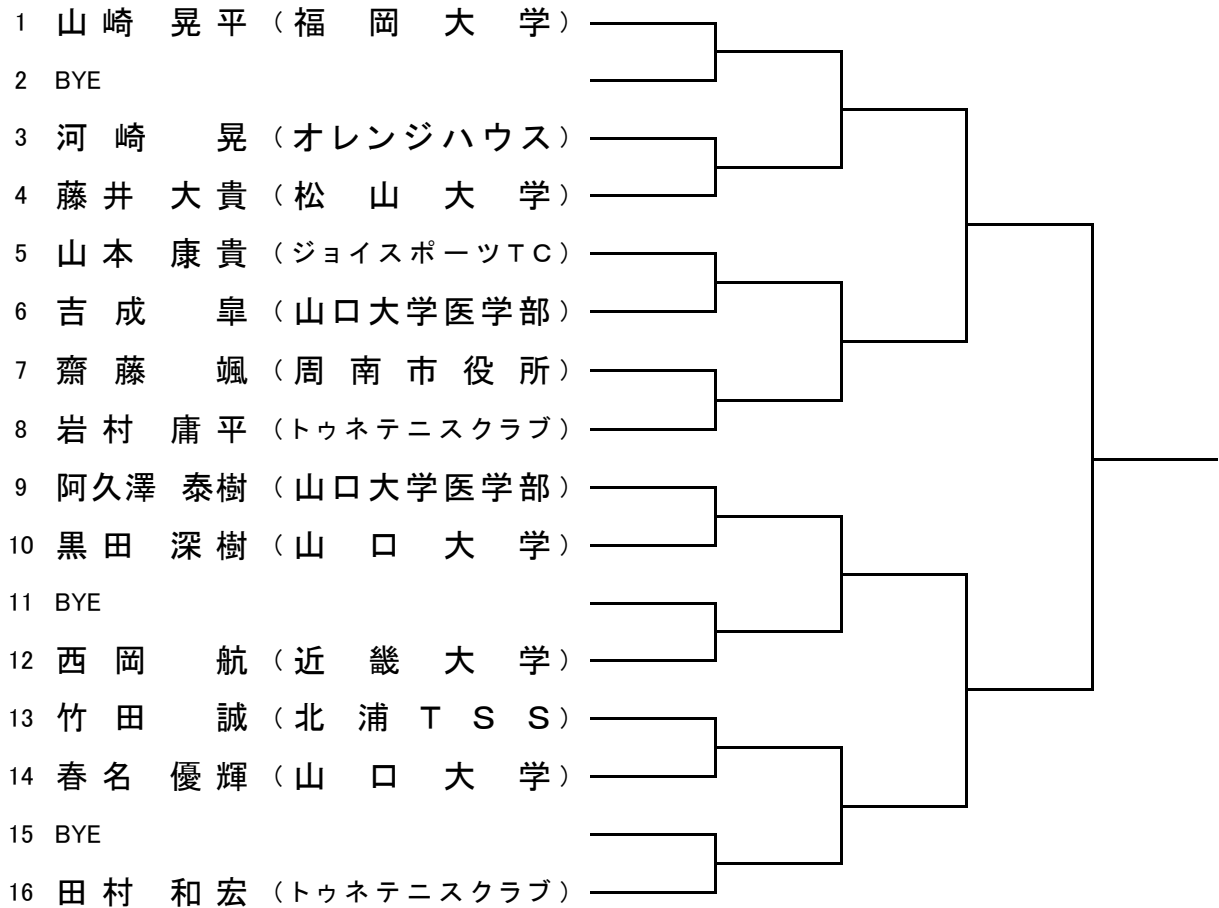 1 山崎 晃平 (福岡大学)
2 BYE
3 河崎 晃 (オレンジハウス)
4 藤井 大貴 (松山大学)
5 山本 康貴 (ジョイスポーツTC)
6 吉成 皐 (山口大学医学部)
7 齋藤 颯 (周南市役所)
8 岩村 庸平 (トゥネテニスクラブ)
9 阿久澤 泰樹 (山口大学医学部)
10 黒田 深樹 (山口大学)
11 BYE
12 西岡 航 (近畿大学)
13 竹田 誠 (北浦TSS)
14 春名 優輝 (山口大学)
15 BYE
16 田村 和宏 (トゥネテニスクラブ)